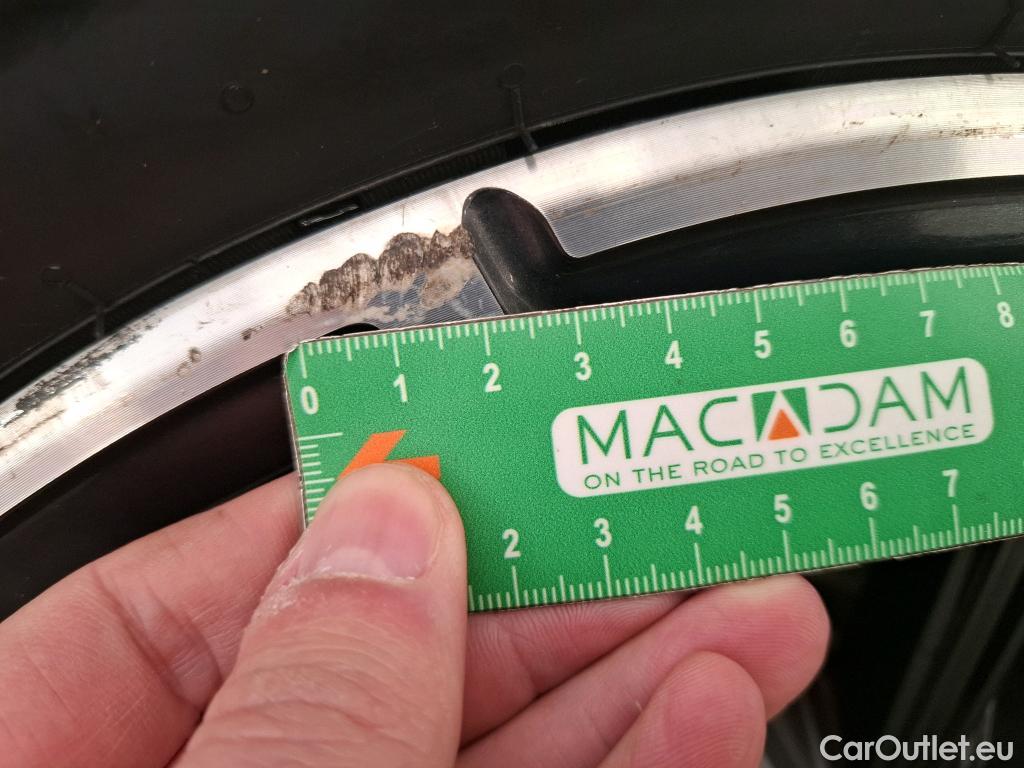 0 1 2 3 4 5 6 7 8
MACADAM
ON THE ROAD TO EXCELLENCE
2 3 4 5 6 7
CarOutlet.eu